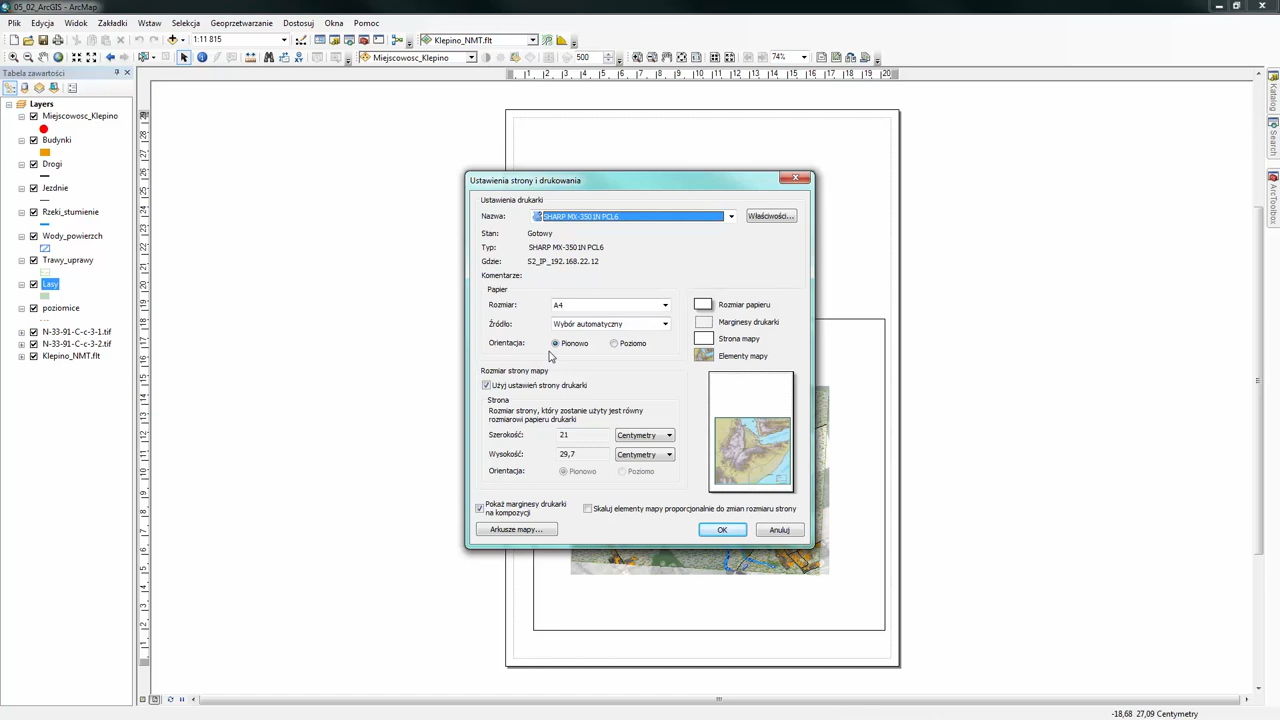 05_02_ArcGIS - ArcMap
Plik Edycja Widok Zakładki Wstaw Selekcja Geoprzetwarzanie Dostosuj Okna Pomoc
1:11 815
Klepino_NMT.flt
Miejscowosc_Klepino
500
74%
Tabela zawartości
Layers
Miejscowosc_Klepino
Budynki
Drogi
Jezdnie
Rzeki_stumienie
Wody_powierzch
Trawy_uprawy
Lasy
poziomice
N-33-91-C-c-3-1.tif
N-33-91-C-c-3-2.tif
Klepino_NMT.flt
Katalog
Search
ArcToolbox
Ustawienia strony i drukowania
Ustawienia drukarki
Nazwa: SHARP MX-3501N PCL6 Właściwości...
Stan: Gotowy
Typ: SHARP MX-3501N PCL6
Gdzie: S2_IP_192.168.22.12
Komentarze:
Papier
Rozmiar: A4
Źródło: Wybór automatyczny
Orientacja: Pionowo Poziomo
Rozmiar papieru
Marginesy drukarki
Strona mapy
Elementy mapy
Rozmiar strony mapy
Użyj ustawień strony drukarki
Strona
Rozmiar strony, który zostanie użyty jest równy
rozmiarowi papieru drukarki
Szerokość: 21 Centymetry
Wysokość: 29,7 Centymetry
Orientacja: Pionowo Poziomo
Pokaż marginesy drukarki
na kompozycji
Skaluj elementy mapy proporcjonalnie do zmian rozmiaru strony
Arkusze mapy... OK Anuluj
-18,68 27,09 Centymetry